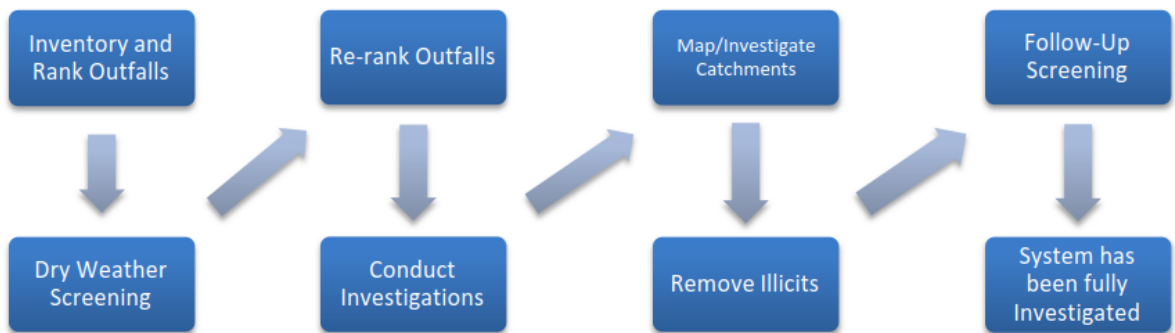 Inventory and
Rank Outfalls
Dry Weather
Screening
Re-rank Outfalls
Conduct
Investigations
Map/Investigate
Catchments
Remove Illicits
Follow-Up
Screening
System has
been fully
Investigated